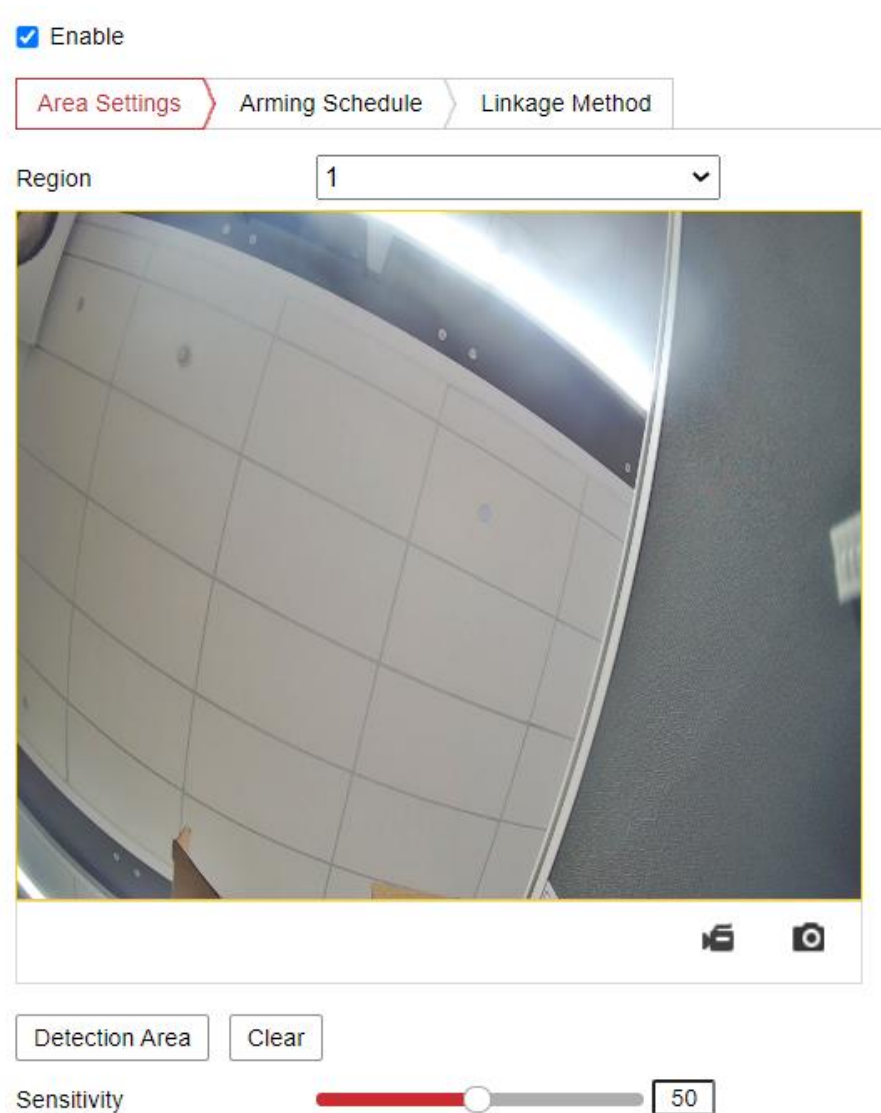 Enable
Area Settings Arming Schedule Linkage Method
Region 1
Detection Area Clear
Sensitivity 50